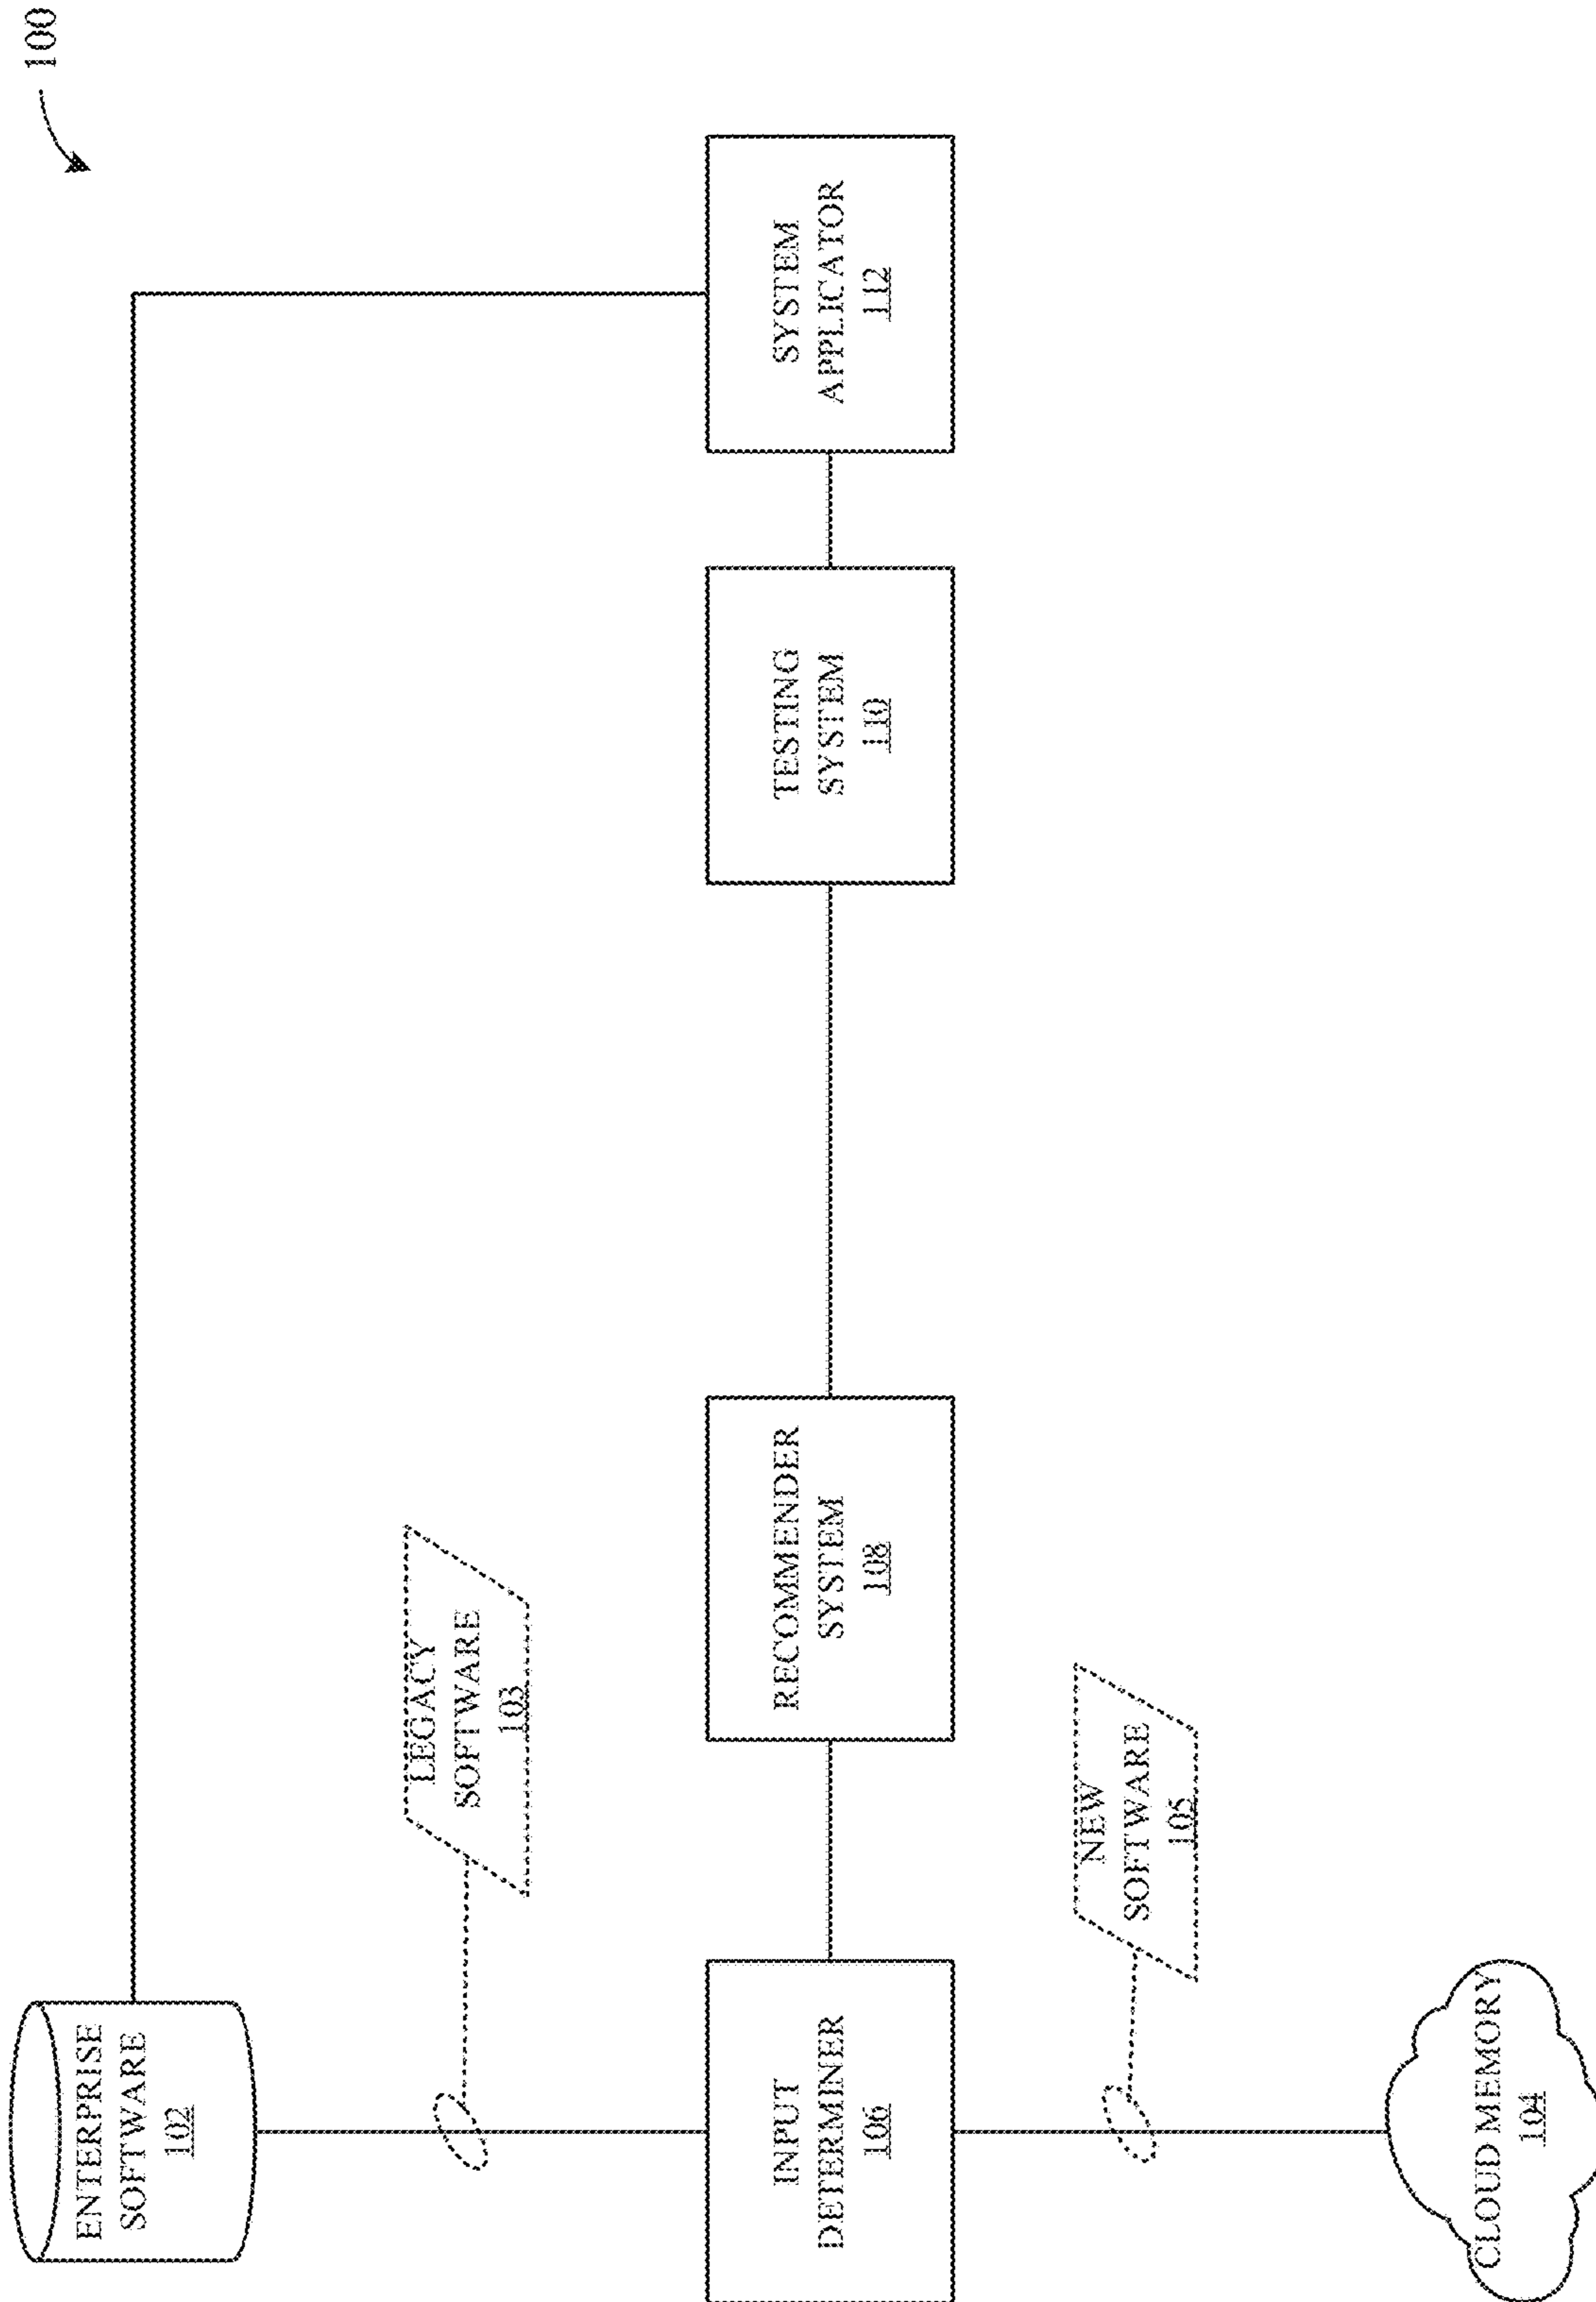 100
ENTERPRISE
SOFTWARE
102
LEGACY
SOFTWARE
103
INPUT
DETERMINER
106
RECOMMENDER
SYSTEM
108
TESTING
SYSTEM
110
SYSTEM
APPLICATOR
112
NEW
SOFTWARE
105
CLOUD MEMORY
104